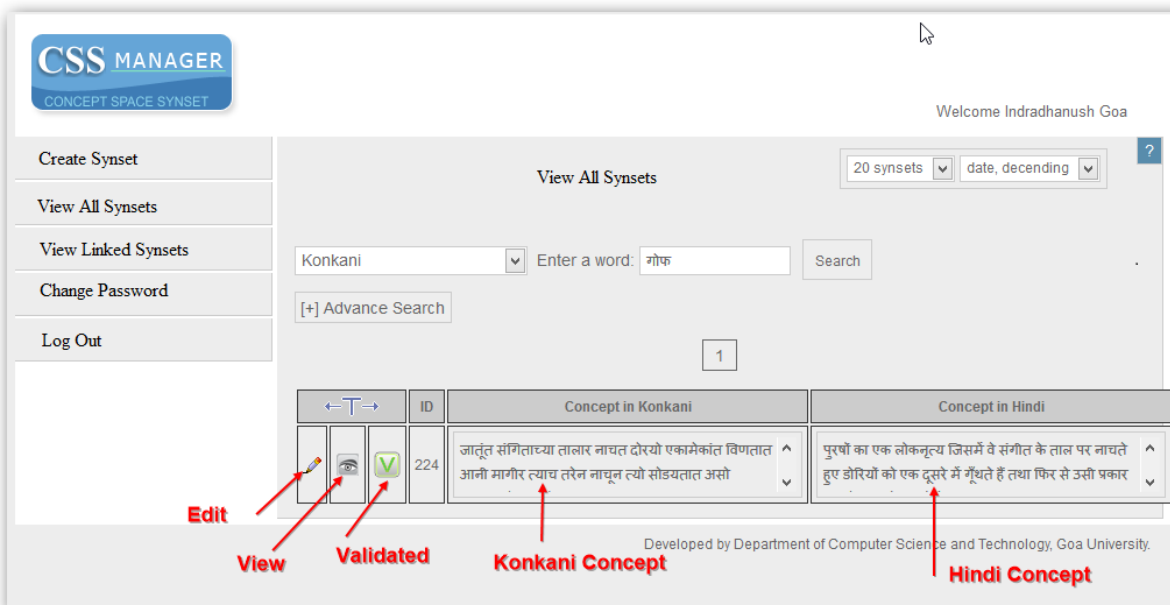 CSS MANAGER
CONCEPT SPACE SYNSET
Welcome Indradhanush Goa
Create Synset
View All Synsets
View Linked Synsets
Change Password
Log Out
?
View All Synsets
20 synsets date, decending
Konkani Enter a word: गोफ Search
[+] Advance Search
1
←T→ ID Concept in Konkani Concept in Hindi
V 224
जातूंत संगिताच्या तालार नाचत दोरयो एकामेकांत विणतात
आनी मागीर त्याच तरेन नाचून त्यो सोडयतात असो
पुरषों का एक लोकनृत्य जिसमें वे संगीत के ताल पर नाचते
हुए डोरियों को एक दूसरे में गूँथते हैं तथा फिर से उसी प्रकार
Edit
View
Validated
Konkani Concept
Hindi Concept
Developed by Department of Computer Science and Technology, Goa University.